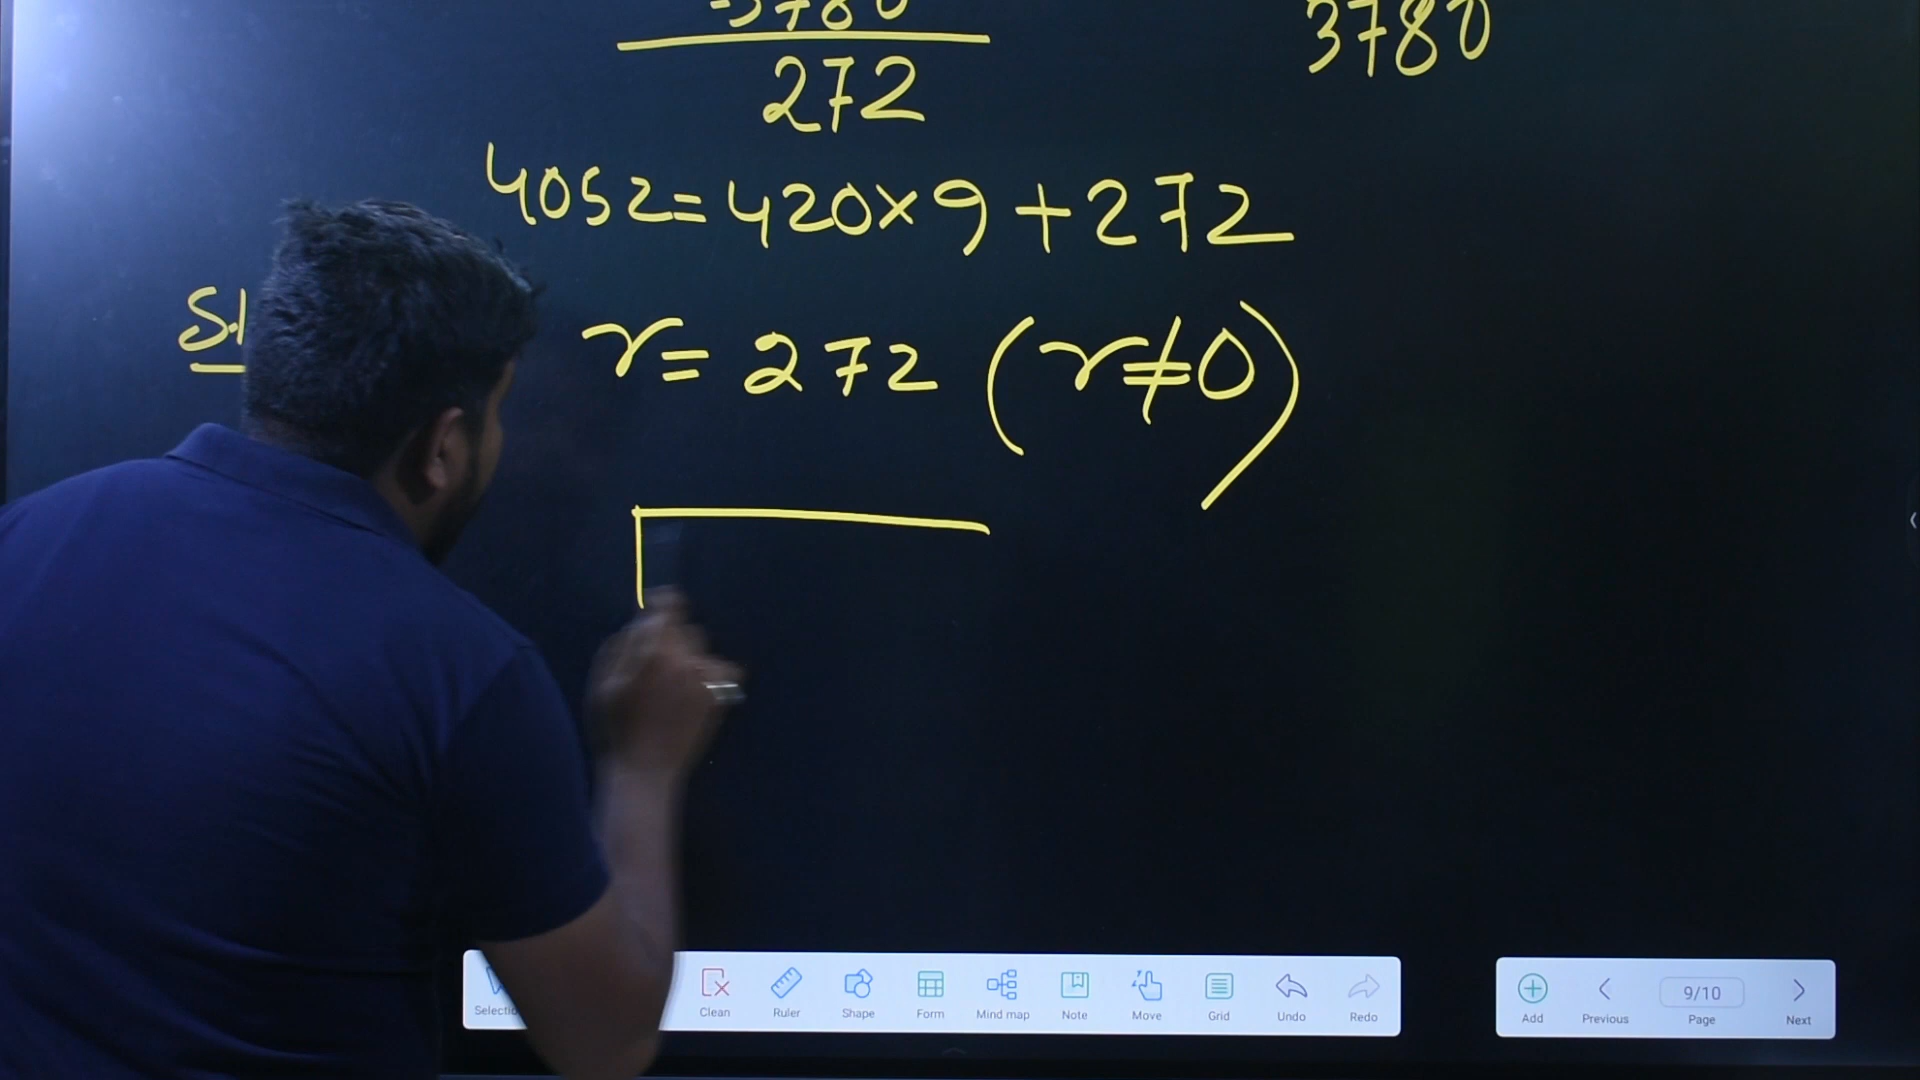 -3780
3780
272
4052=420×9+272
r= 272 (r≠0)
Clean Ruler Shape Form Mind map Note Move Grid Undo Redo
Add Previous 9/10 Page Next